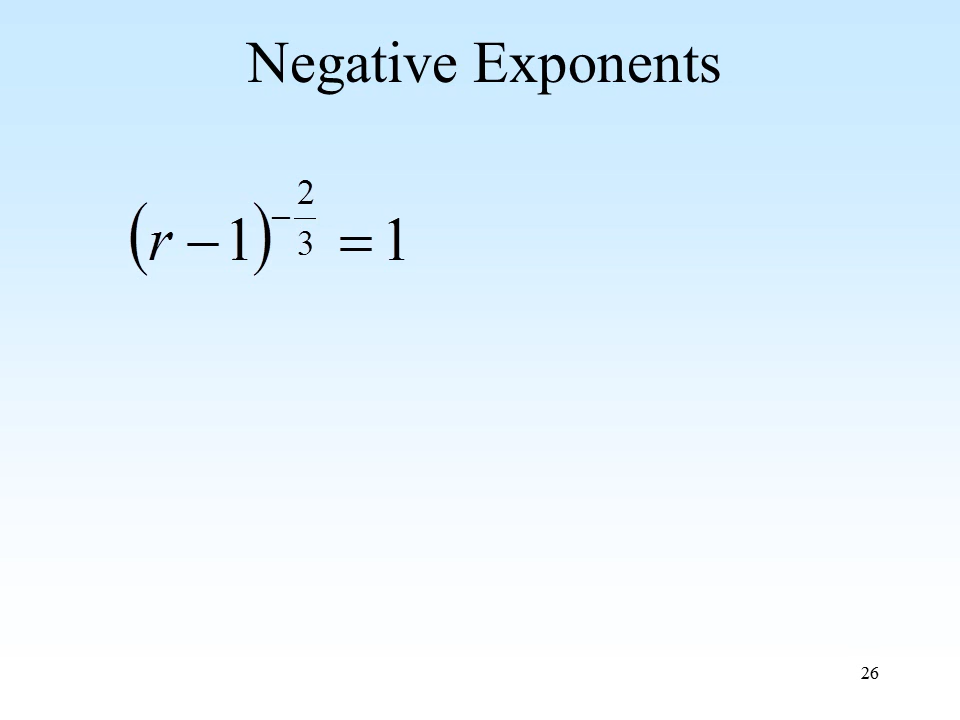 Negative Exponents
(r − 1)^(−2/3) = 1
26